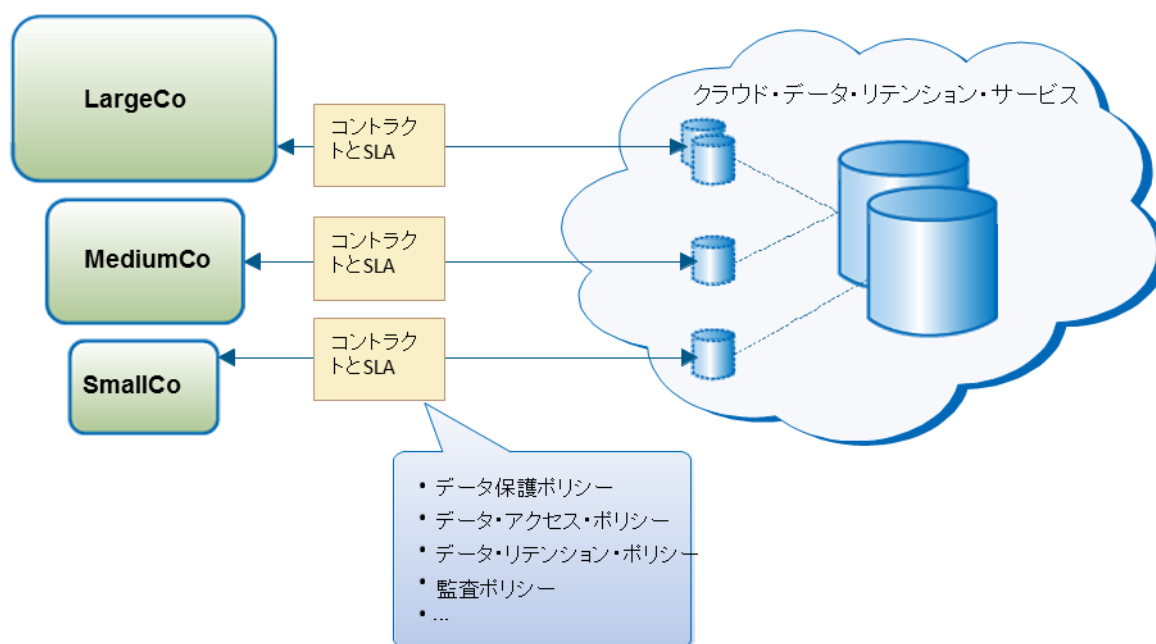 LargeCo
コントラク
トとSLA
クラウド・データ・リテンション・サービス
MediumCo
コントラク
トとSLA
SmallCo
コントラク
トとSLA
• データ保護ポリシー
• データ・アクセス・ポリシー
• データ・リテンション・ポリシー
• 監査ポリシー
• ...